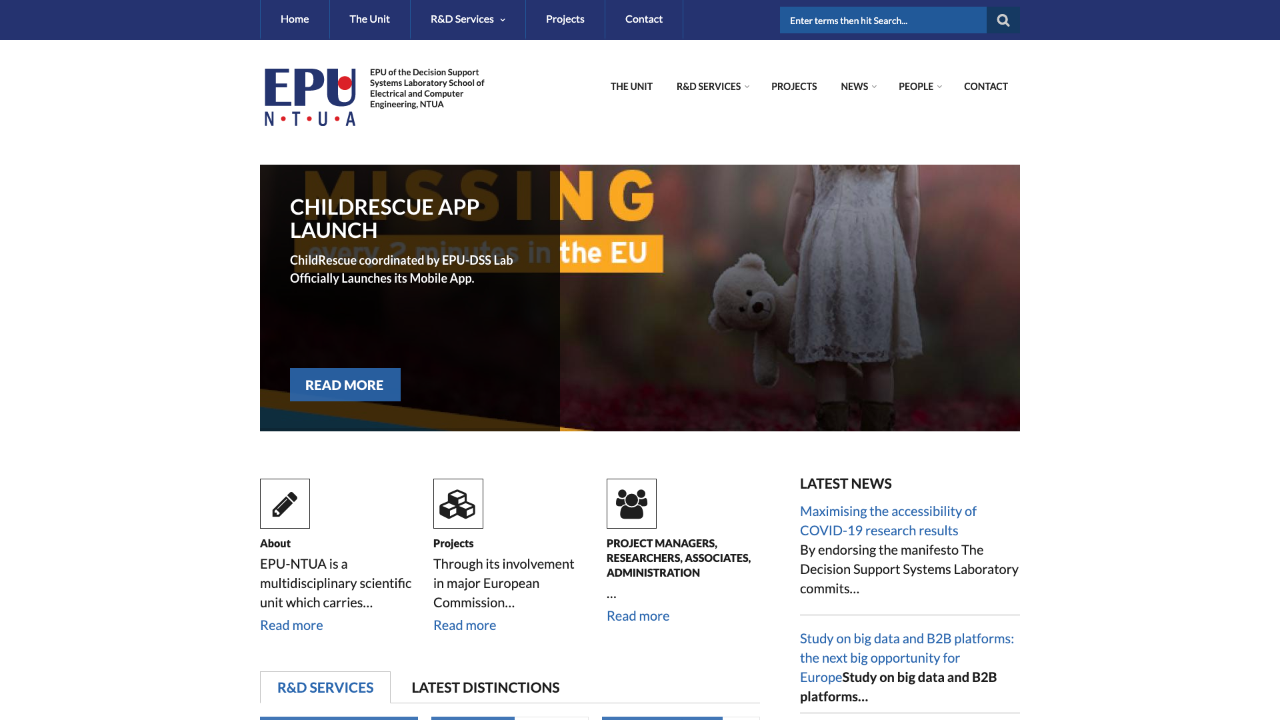 Home
The Unit
R&D Services
Projects
Contact
Enter terms then hit Search...
EPU
N·T·U·A
EPU of the Decision Support
Systems Laboratory School of
Electrical and Computer
Engineering, NTUA
THE UNIT
R&D SERVICES
PROJECTS
NEWS
PEOPLE
CONTACT
MISSING
every 2 minutes in the EU
CHILDRESCUE APP
LAUNCH
ChildRescue coordinated by EPU-DSS Lab
Officially Launches its Mobile App.
READ MORE
About
EPU-NTUA is a
multidisciplinary scientific
unit which carries...
Read more
Projects
Through its involvement
in major European
Commission...
Read more
PROJECT MANAGERS,
RESEARCHERS, ASSOCIATES,
ADMINISTRATION
...
Read more
R&D SERVICES
LATEST DISTINCTIONS
LATEST NEWS
Maximising the accessibility of
COVID-19 research results
By endorsing the manifesto The
Decision Support Systems Laboratory
commits...
Study on big data and B2B platforms:
the next big opportunity for
EuropeStudy on big data and B2B
platforms...